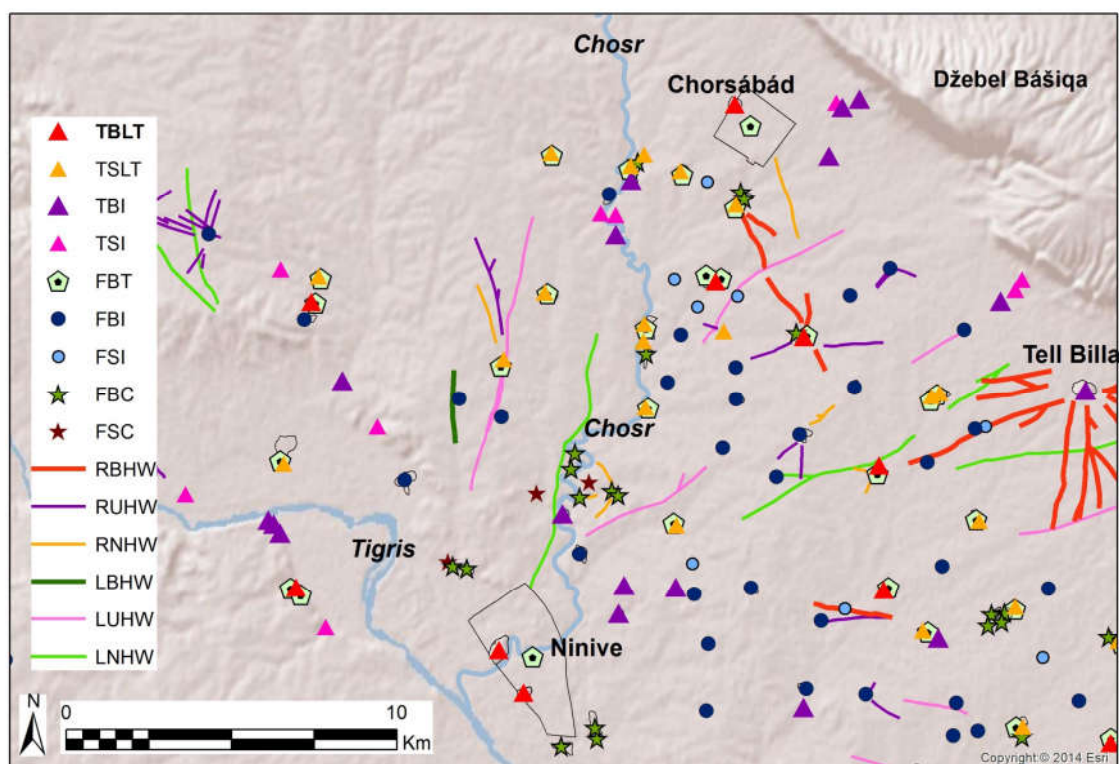 Chosr
Chorsábád
Džebel Bášiqa
TBLT
TSLT
TBI
TSI
FBT
FBI
FSI
FBC
FSC
RBHW
RUHW
RNHW
LBHW
LUHW
LNHW
Tell Billa
Chosr
Tigris
Ninive
N
0 10
Km
Copyright:© 2014 Esri